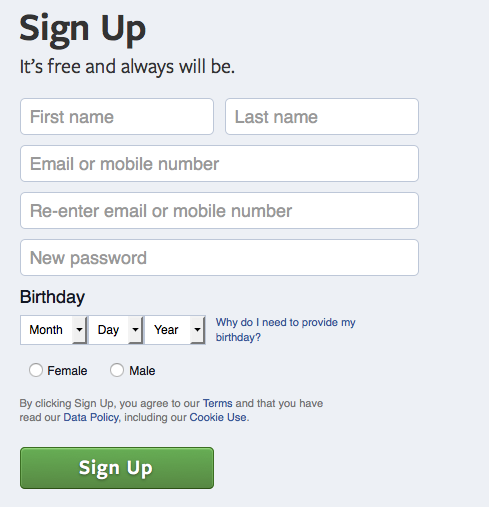 Sign Up
It's free and always will be.
First name Last name
Email or mobile number
Re-enter email or mobile number
New password
Birthday
Month Day Year Why do I need to provide my
birthday?
Female Male
By clicking Sign Up, you agree to our Terms and that you have
read our Data Policy, including our Cookie Use.
Sign Up